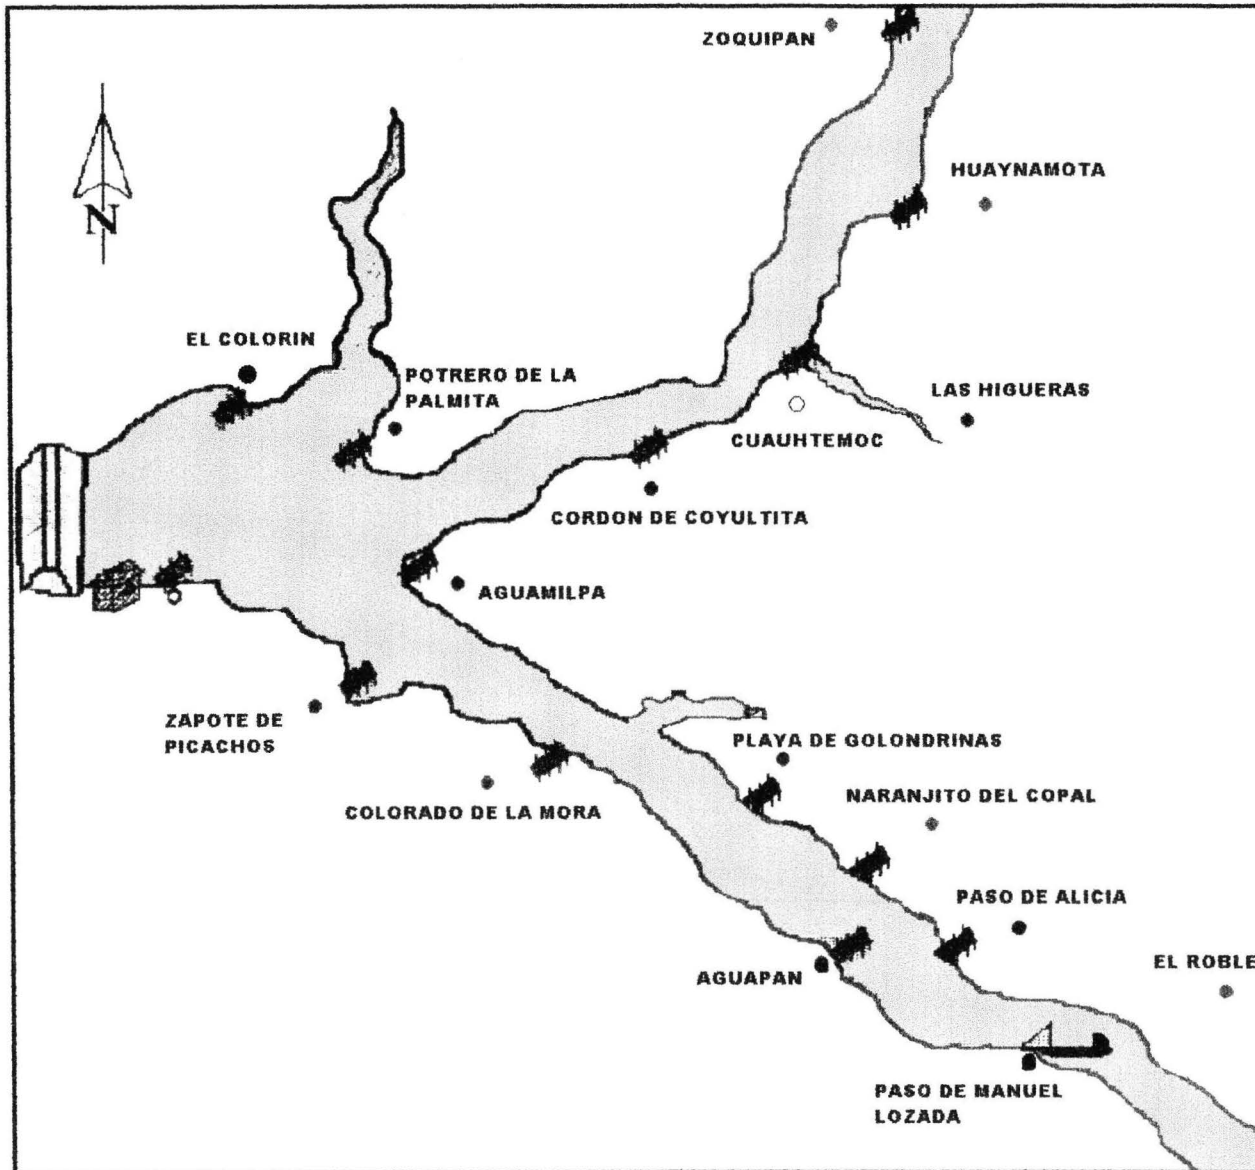 ZOQUIPAN
HUAYNAMOTA
N
EL COLORIN
POTRERO DE LA
PALMITA
LAS HIGUERAS
CUAUHTEMOC
CORDON DE COYULTITA
AGUAMILPA
ZAPOTE DE
PICACHOS
PLAYA DE GOLONDRINAS
NARANJITO DEL COPAL
COLORADO DE LA MORA
PASO DE ALICIA
EL ROBLE
AGUAPAN
PASO DE MANUEL
LOZADA